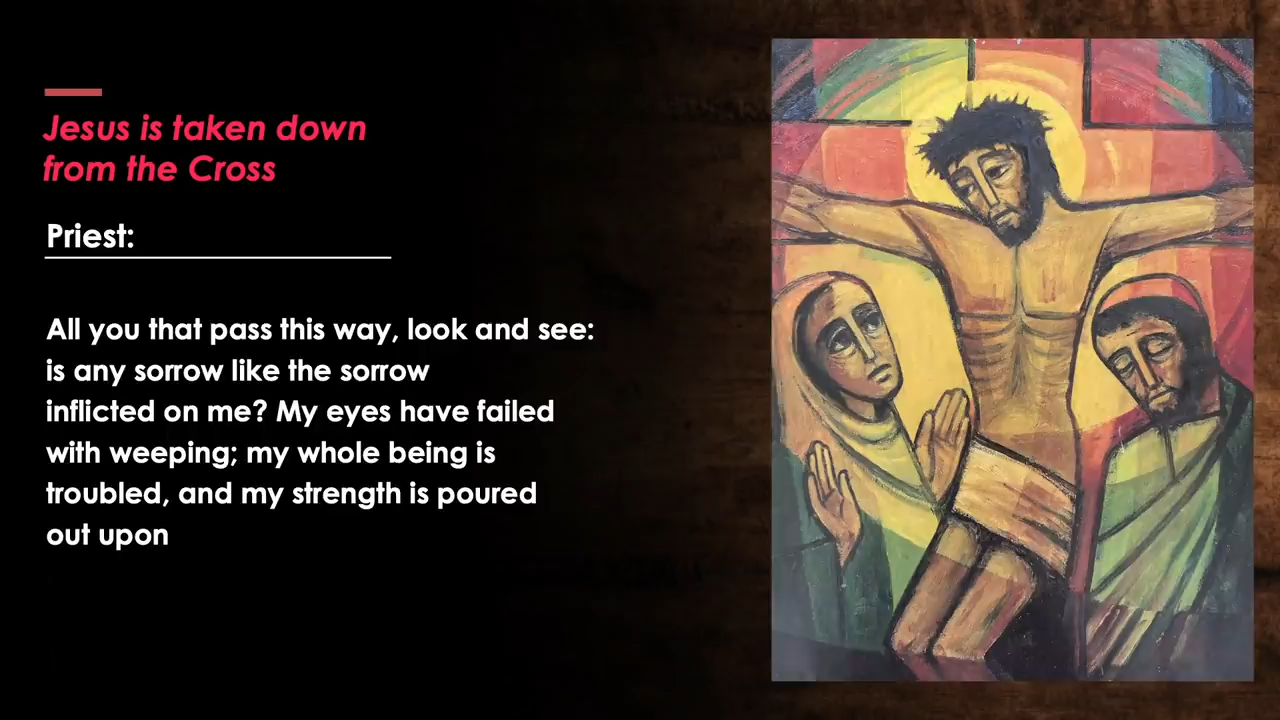 Jesus is taken down
from the Cross
Priest:
All you that pass this way, look and see:
is any sorrow like the sorrow
inflicted on me? My eyes have failed
with weeping; my whole being is
troubled, and my strength is poured
out upon